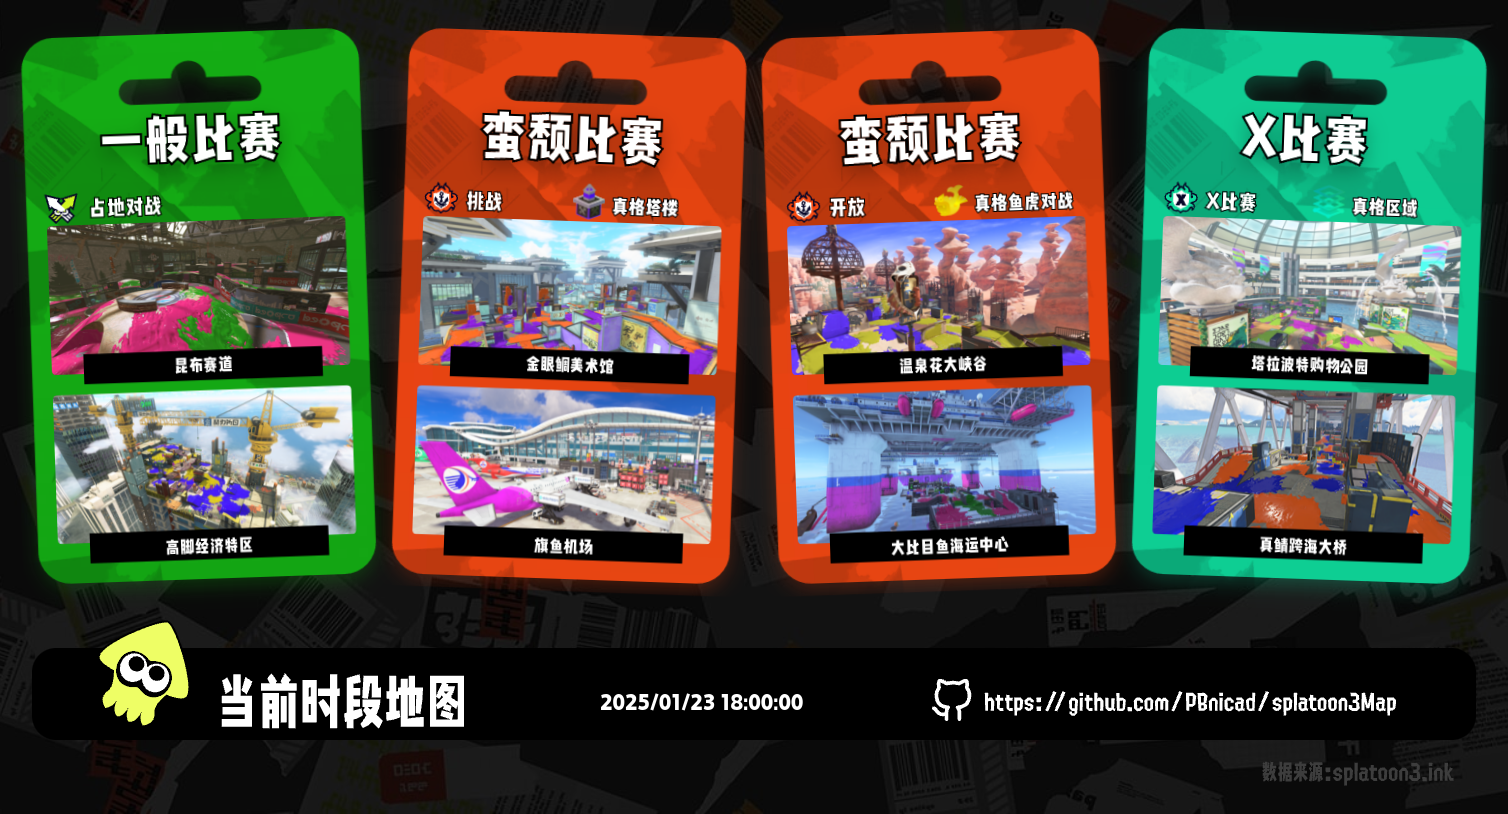 一般比赛
占地对战
昆布赛道
高脚经济特区
蛮颓比赛
挑战
真格塔楼
金眼鲷美术馆
旗鱼机场
蛮颓比赛
开放
真格鱼虎对战
温泉花大峡谷
大比目鱼海运中心
X比赛
X比赛
真格区域
塔拉波特购物公园
真鲭跨海大桥
当前时段地图
2025/01/23 18:00:00
https://github.com/PBnicad/splatoon3Map
数据来源:splatoon3.ink